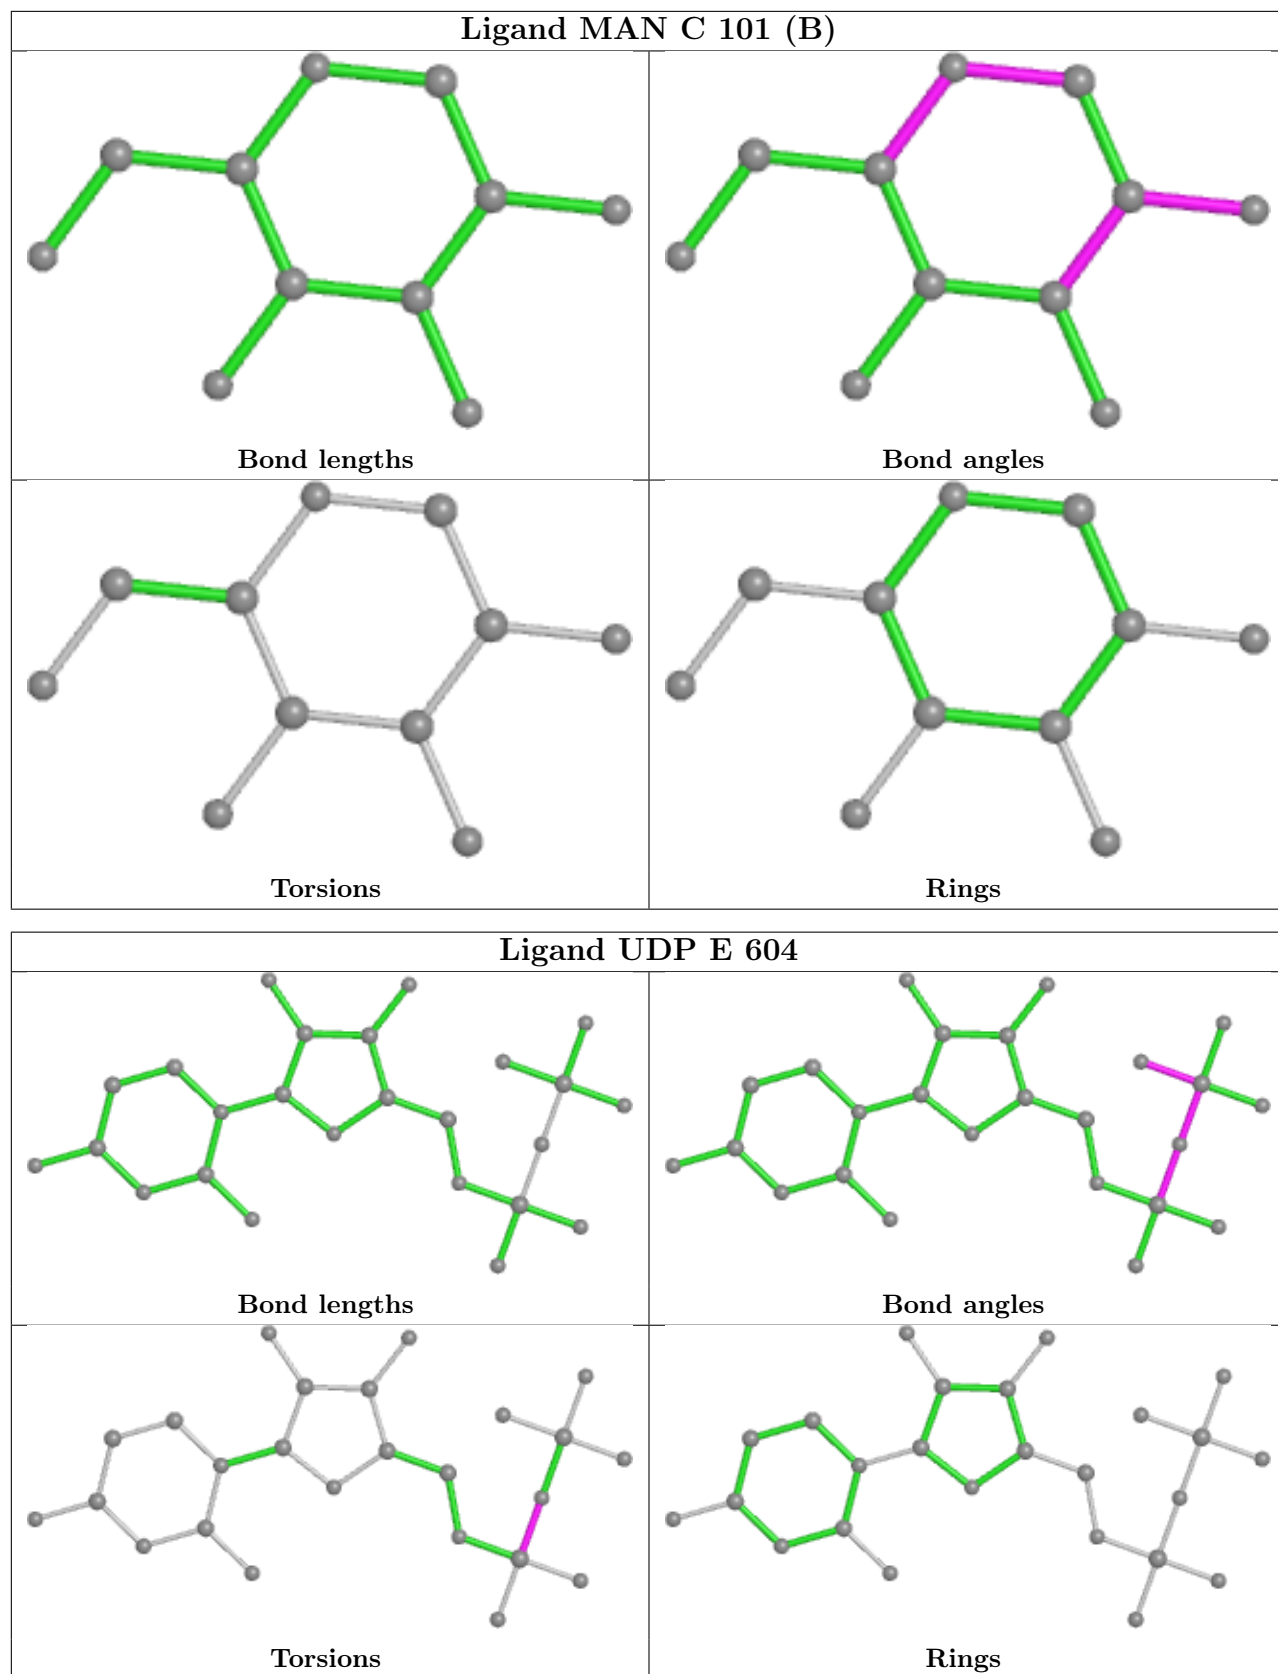 Ligand MAN C 101 (B)
Bond lengths
Bond angles
Torsions
Rings
Ligand UDP E 604
Bond lengths
Bond angles
Torsions
Rings